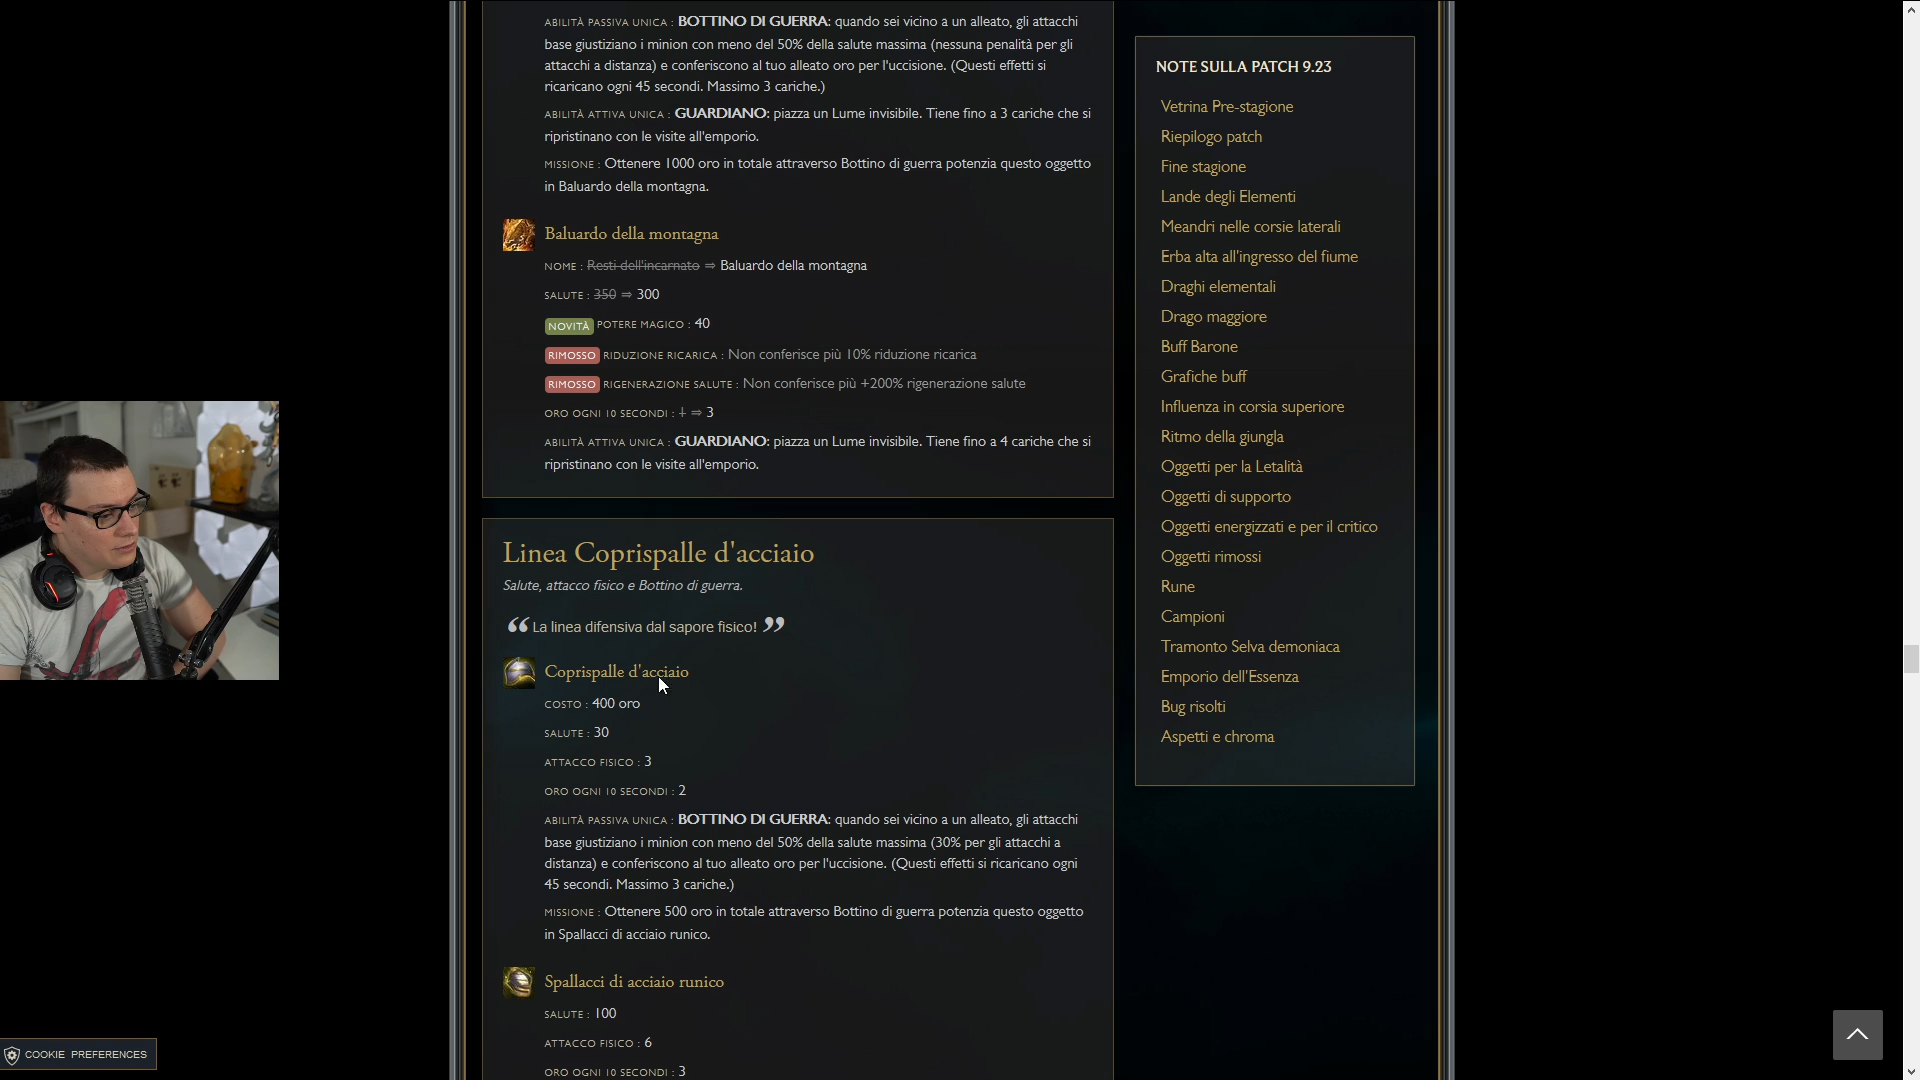 ABILITÀ PASSIVA UNICA : BOTTINO DI GUERRA: quando sei vicino a un alleato, gli attacchi
base giustiziano i minion con meno del 50% della salute massima (nessuna penalità per gli
attacchi a distanza) e conferiscono al tuo alleato oro per l'uccisione. (Questi effetti si
ricaricano ogni 45 secondi. Massimo 3 cariche.)
ABILITÀ ATTIVA UNICA : GUARDIANO: piazza un Lume invisibile. Tiene fino a 3 cariche che si
ripristinano con le visite all'emporio.
MISSIONE : Ottenere 1000 oro in totale attraverso Bottino di guerra potenzia questo oggetto
in Baluardo della montagna.
Baluardo della montagna
NOME : Resti dell'incarnato ⇒ Baluardo della montagna
SALUTE : 350 ⇒ 300
NOVITÀ POTERE MAGICO : 40
RIMOSSO RIDUZIONE RICARICA : Non conferisce più 10% riduzione ricarica
RIMOSSO RIGENERAZIONE SALUTE : Non conferisce più +200% rigenerazione salute
ORO OGNI 10 SECONDI : 1 ⇒ 3
ABILITÀ ATTIVA UNICA : GUARDIANO: piazza un Lume invisibile. Tiene fino a 4 cariche che si
ripristinano con le visite all'emporio.
Linea Coprispalle d'acciaio
Salute, attacco fisico e Bottino di guerra.
“ La linea difensiva dal sapore fisico! ”
Coprispalle d'acciaio
COSTO : 400 oro
SALUTE : 30
ATTACCO FISICO : 3
ORO OGNI 10 SECONDI : 2
ABILITÀ PASSIVA UNICA : BOTTINO DI GUERRA: quando sei vicino a un alleato, gli attacchi
base giustiziano i minion con meno del 50% della salute massima (30% per gli attacchi a
distanza) e conferiscono al tuo alleato oro per l'uccisione. (Questi effetti si ricaricano ogni
45 secondi. Massimo 3 cariche.)
MISSIONE : Ottenere 500 oro in totale attraverso Bottino di guerra potenzia questo oggetto
in Spallacci di acciaio runico.
Spallacci di acciaio runico
SALUTE : 100
ATTACCO FISICO : 6
ORO OGNI 10 SECONDI : 3
NOTE SULLA PATCH 9.23
Vetrina Pre-stagione
Riepilogo patch
Fine stagione
Lande degli Elementi
Meandri nelle corsie laterali
Erba alta all'ingresso del fiume
Draghi elementali
Drago maggiore
Buff Barone
Grafiche buff
Influenza in corsia superiore
Ritmo della giungla
Oggetti per la Letalità
Oggetti di supporto
Oggetti energizzati e per il critico
Oggetti rimossi
Rune
Campioni
Tramonto Selva demoniaca
Emporio dell'Essenza
Bug risolti
Aspetti e chroma
COOKIE PREFERENCES